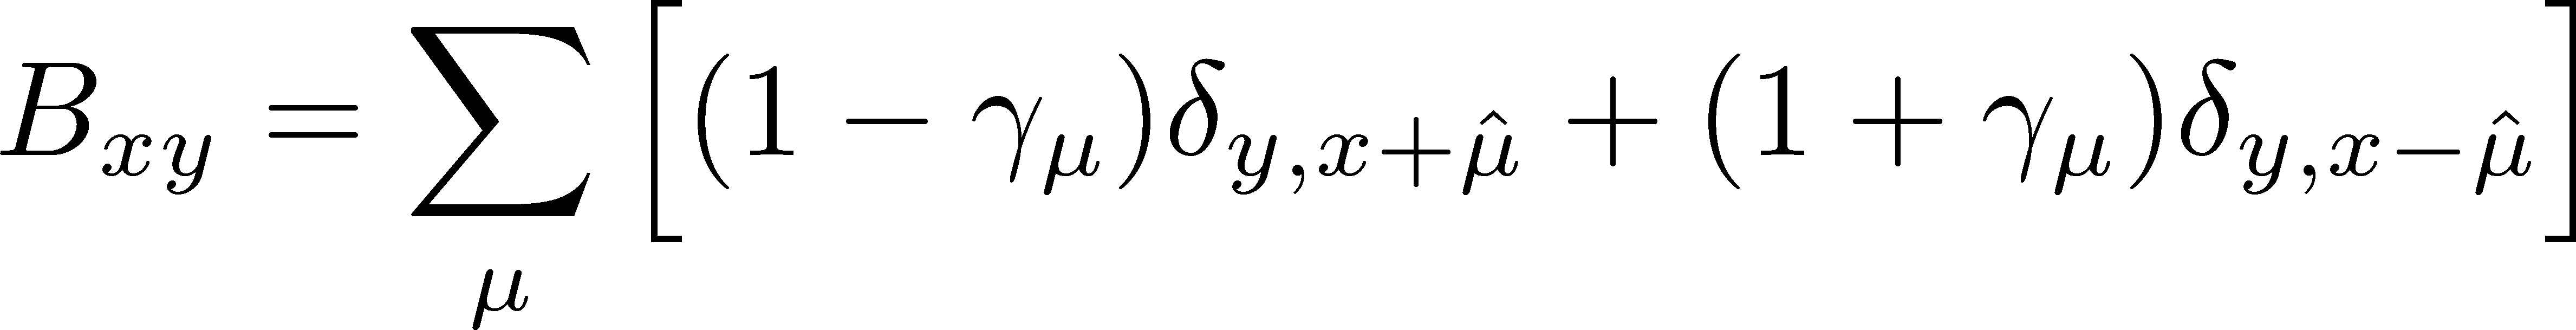 $B_{xy} = \sum_{\mu} \left[ (1 - \gamma_{\mu}) \delta_{y,x+\hat{\mu}} + (1 + \gamma_{\mu}) \delta_{y,x-\hat{\mu}} \right]$